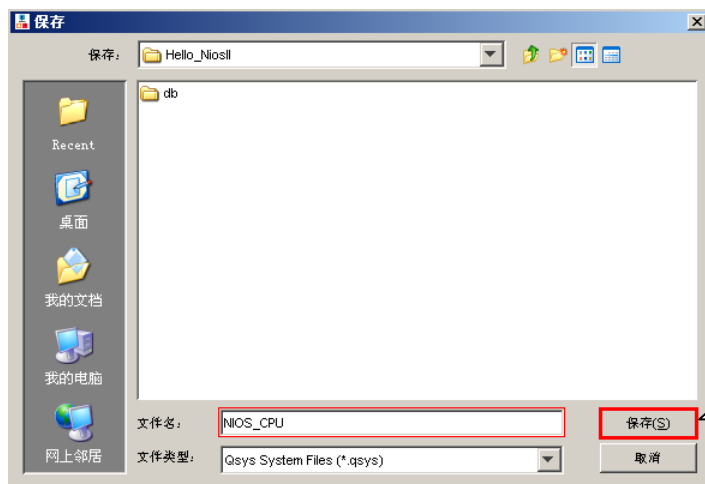 保存
保存:
Hello_NiosII
db
Recent
桌面
我的文档
我的电脑
网上邻居
文件名:
NIOS_CPU
保存(S)
文件类型:
Qsys System Files (*.qsys)
取消